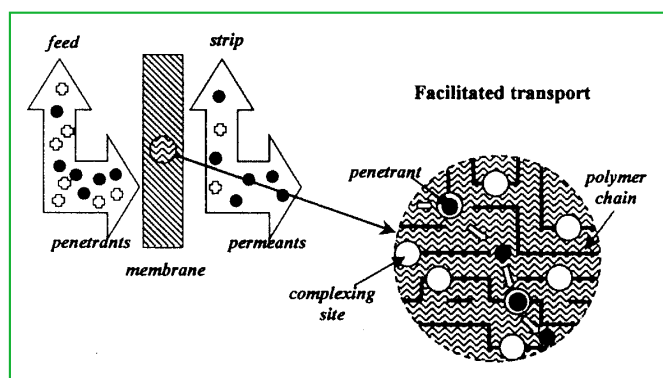 feed
strip
Facilitated transport
penetrant
polymer
chain
penetrants
permeants
membrane
complexing
site